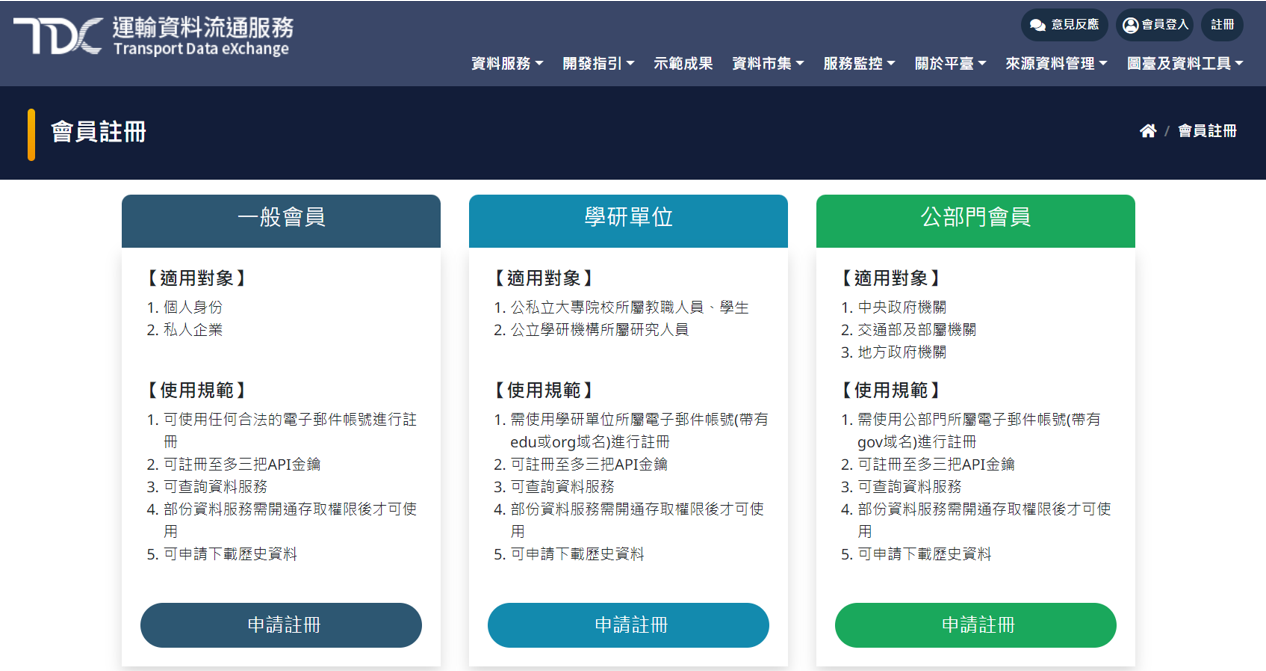 TDC 運輸資料流通服務
Transport Data eXchange
意見反應 會員登入 註冊
資料服務 開發指引 示範成果 資料市集 服務監控 關於平臺 來源資料管理 圖臺及資料工具
會員註冊
/ 會員註冊
一般會員
【適用對象】
1. 個人身份
2. 私人企業
【使用規範】
1. 可使用任何合法的電子郵件帳號進行註
冊
2. 可註冊至多三把API金鑰
3. 可查詢資料服務
4. 部份資料服務需開通存取權限後才可使
用
5. 可申請下載歷史資料
申請註冊
學研單位
【適用對象】
1. 公私立大專院校所屬教職人員、學生
2. 公立學研機構所屬研究人員
【使用規範】
1. 需使用學研單位所屬電子郵件帳號(帶有
edu或org域名)進行註冊
2. 可註冊至多三把API金鑰
3. 可查詢資料服務
4. 部份資料服務需開通存取權限後才可使
用
5. 可申請下載歷史資料
申請註冊
公部門會員
【適用對象】
1. 中央政府機關
2. 交通部及部屬機關
3. 地方政府機關
【使用規範】
1. 需使用公部門所屬電子郵件帳號(帶有
gov域名)進行註冊
2. 可註冊至多三把API金鑰
3. 可查詢資料服務
4. 部份資料服務需開通存取權限後才可使
用
5. 可申請下載歷史資料
申請註冊